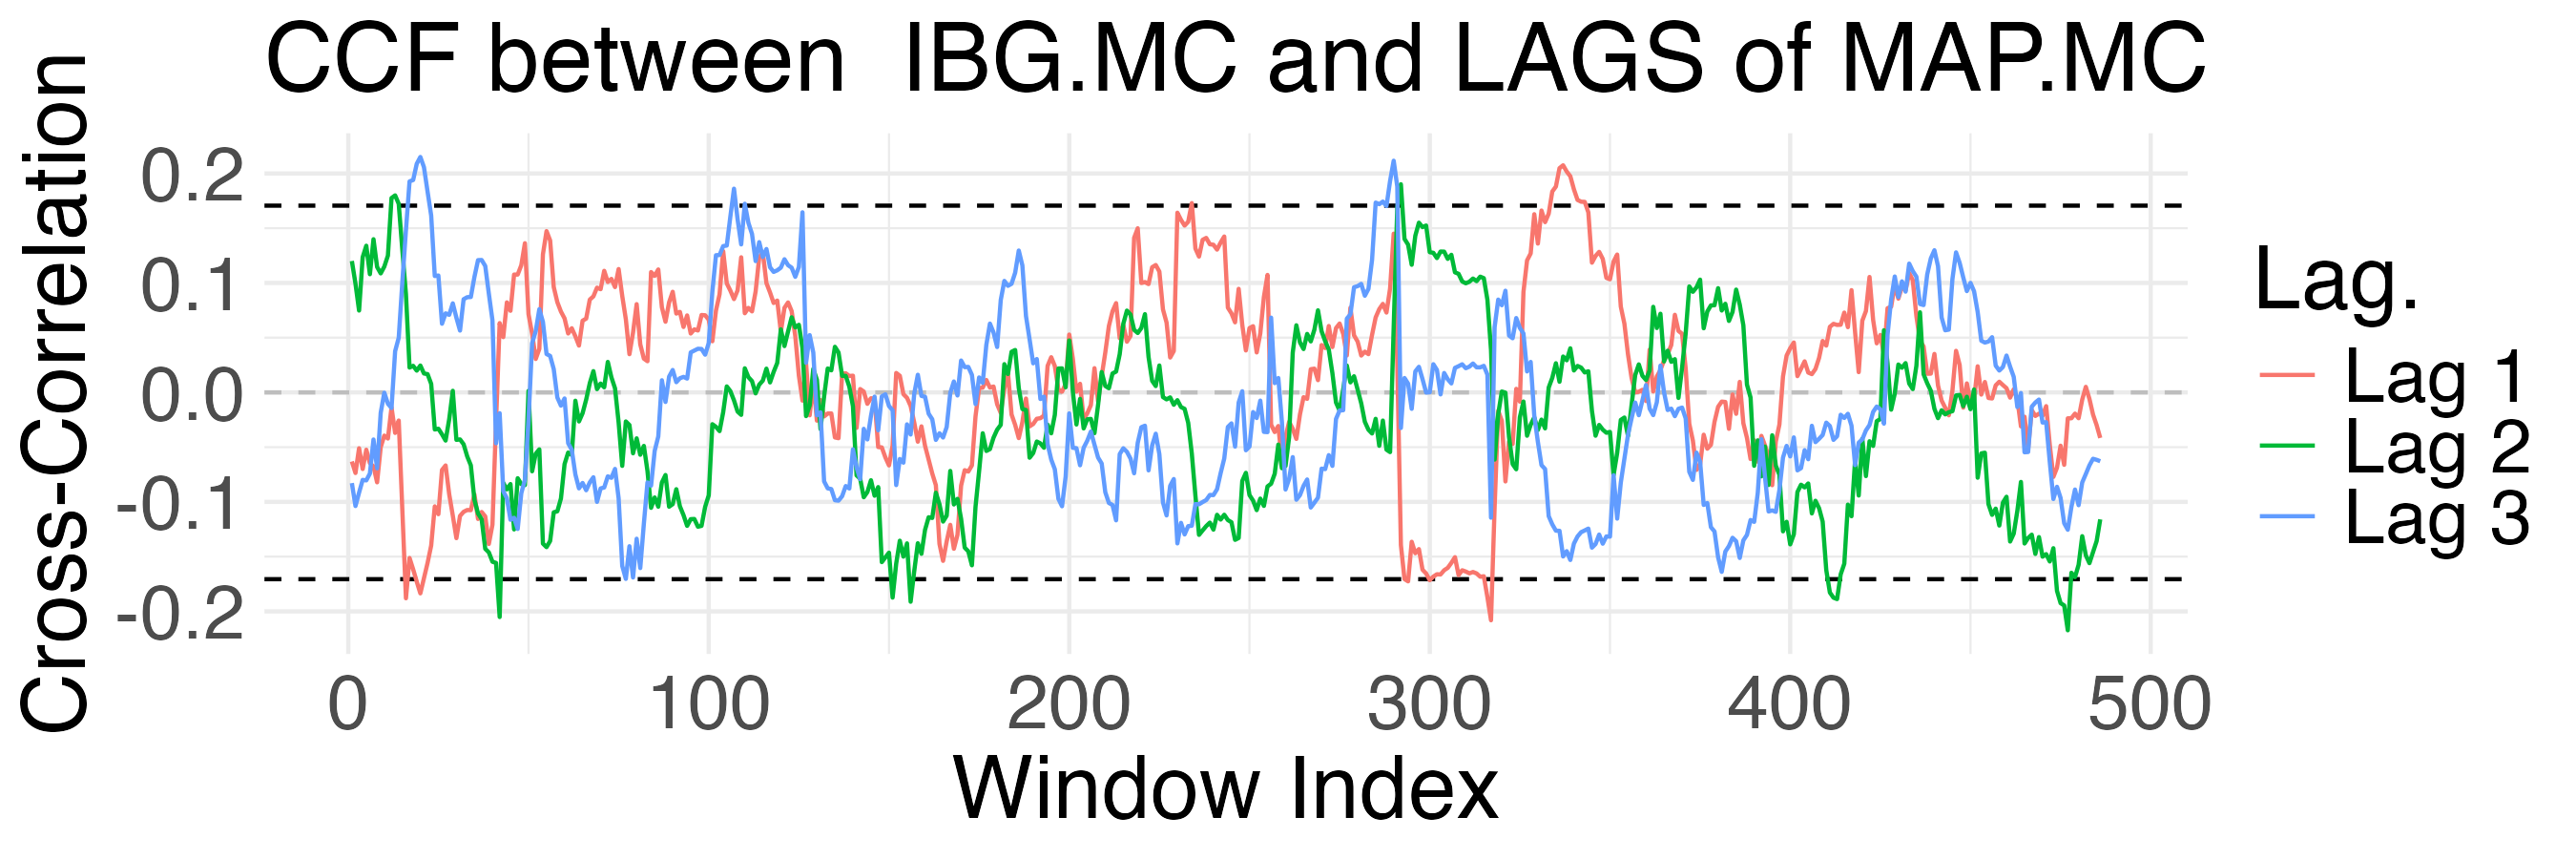 CCF between  IBG.MC and LAGS of MAP.MC
Cross-Correlation
0.2
0.1
0.0
-0.1
-0.2
0 100 200 300 400 500
Window Index
Lag.
Lag 1
Lag 2
Lag 3